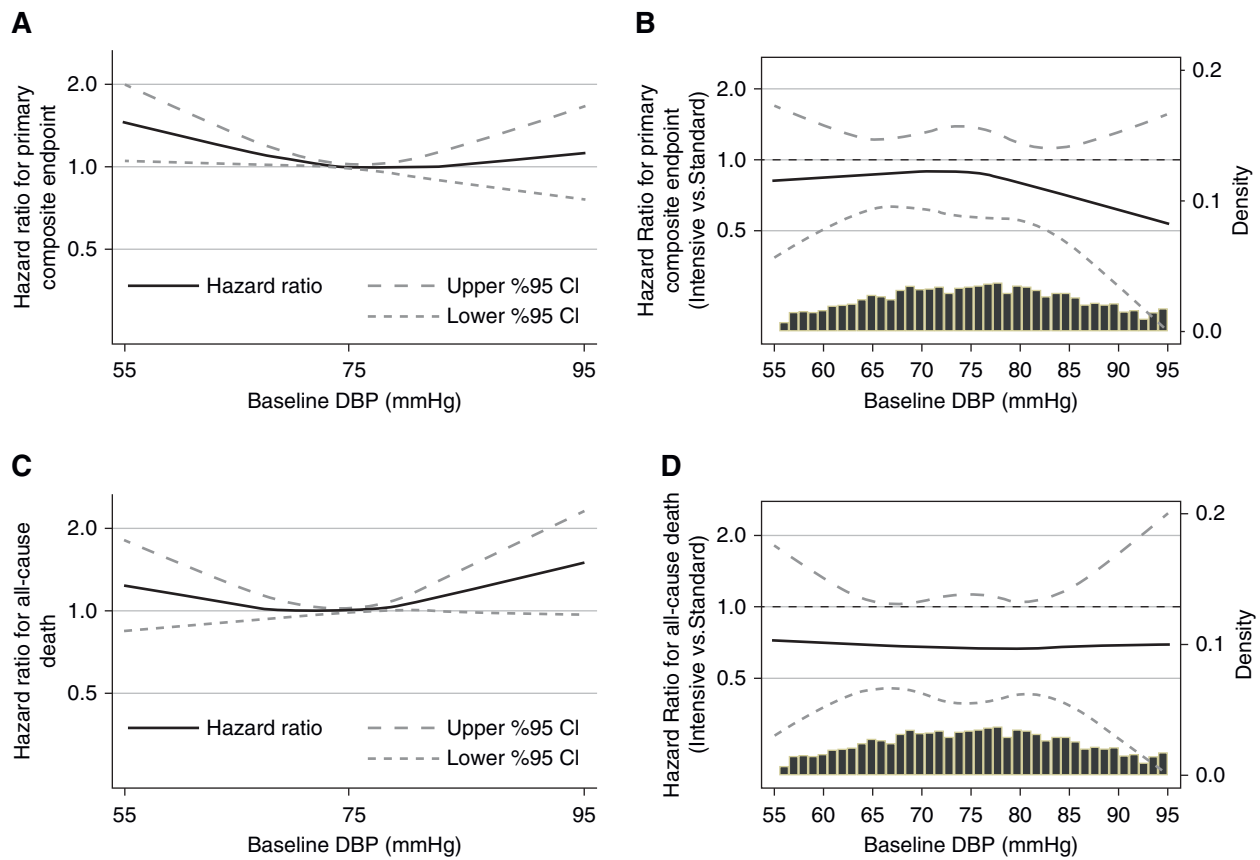 A
Hazard ratio for primary
composite endpoint
2.0
1.0
0.5
Hazard ratio
Upper %95 CI
Lower %95 CI
55
75
95
Baseline DBP (mmHg)
B
Hazard Ratio for primary
composite endpoint
(Intensive vs.Standard)
2.0
1.0
0.5
0.2
0.1
0.0
Density
55
60
65
70
75
80
85
90
95
Baseline DBP (mmHg)
C
Hazard ratio for all-cause
death
2.0
1.0
0.5
Hazard ratio
Upper %95 CI
Lower %95 CI
55
75
95
Baseline DBP (mmHg)
D
Hazard Ratio for all-cause death
(Intensive vs.Standard)
2.0
1.0
0.5
0.2
0.1
0.0
Density
55
60
65
70
75
80
85
90
95
Baseline DBP (mmHg)